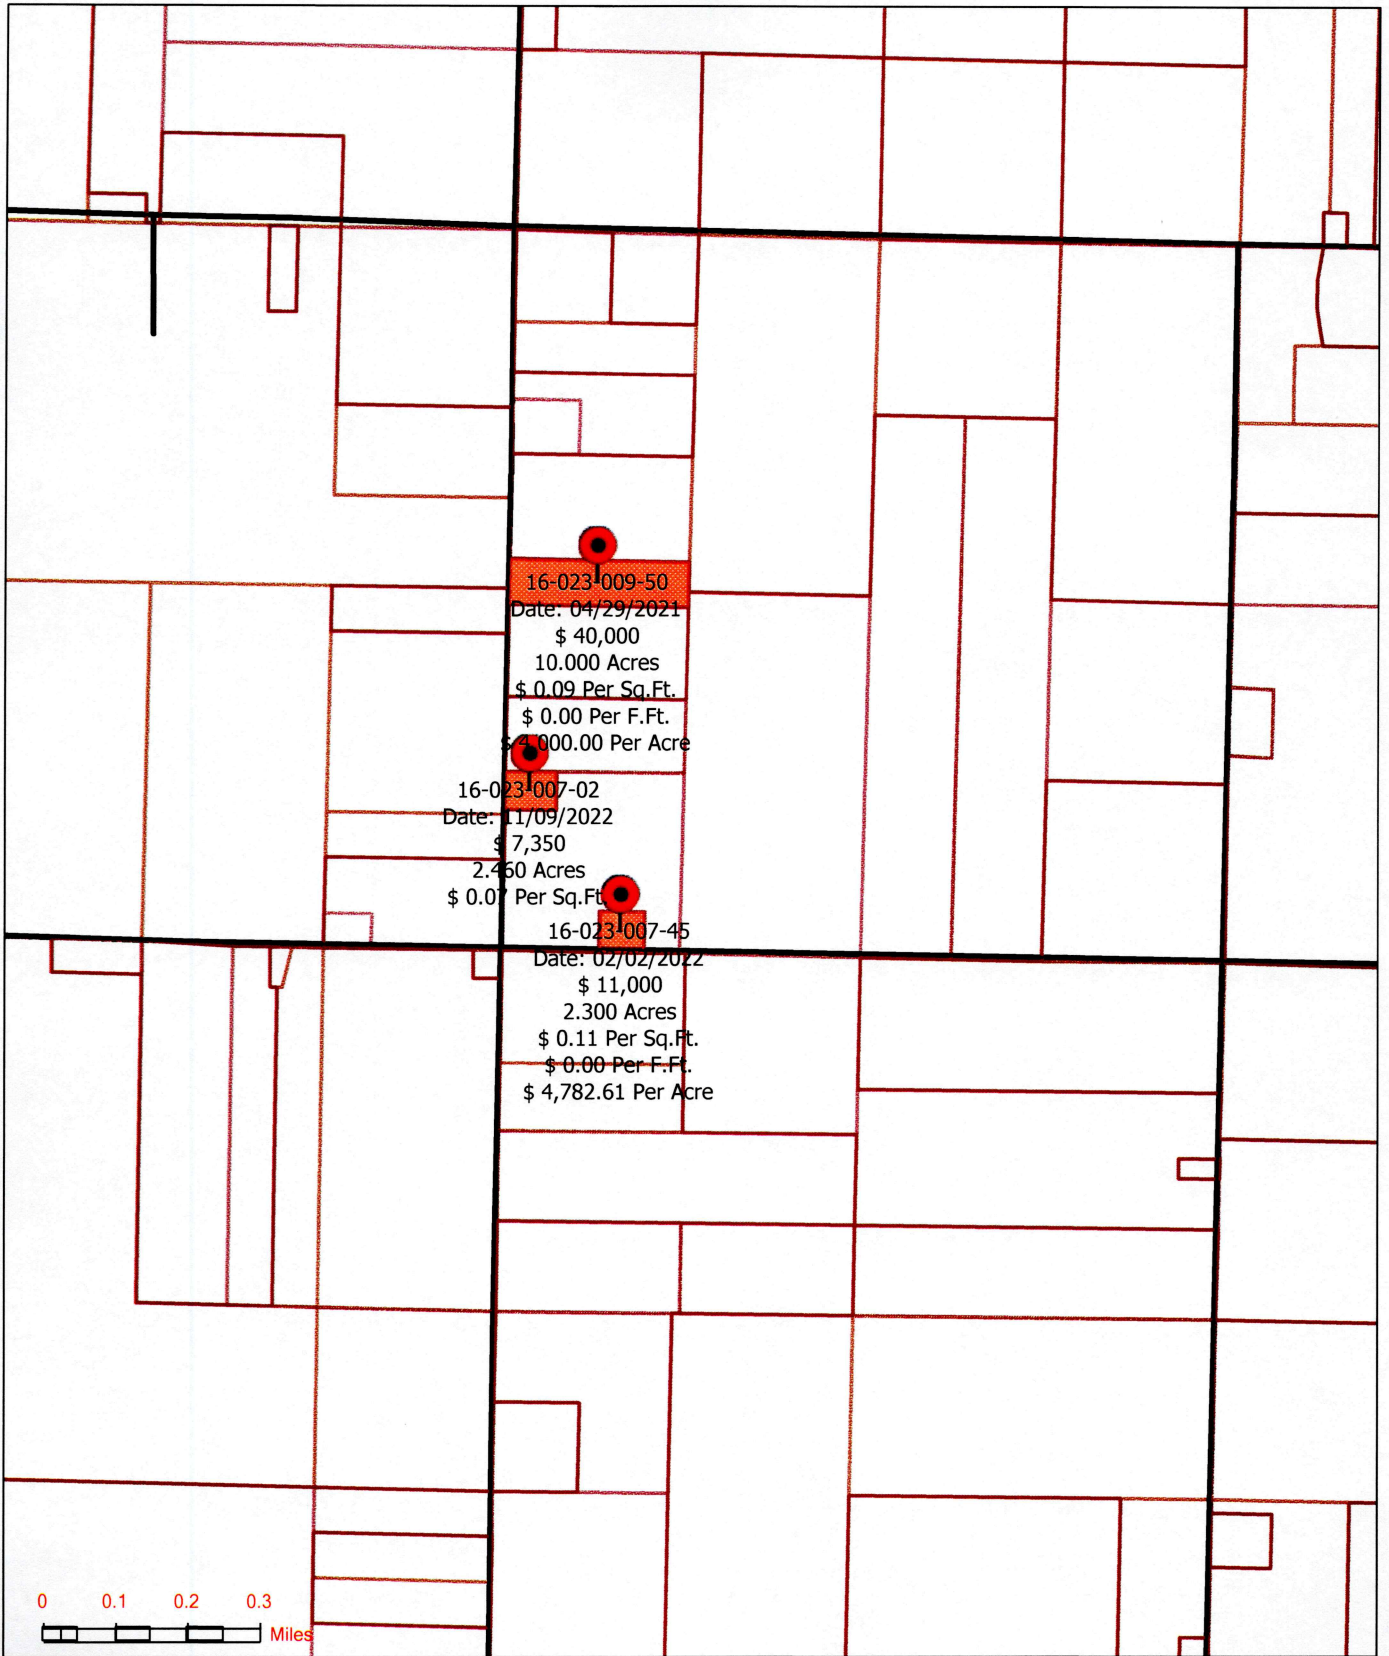 16-023-009-50
Date: 04/29/2021
$ 40,000
10.000 Acres
$ 0.09 Per Sq.Ft.
$ 0.00 Per F.Ft.
$ 4,000.00 Per Acre
16-023-007-02
Date: 11/09/2022
$ 7,350
2.460 Acres
$ 0.07 Per Sq.Ft.
16-023-007-45
Date: 02/02/2022
$ 11,000
2.300 Acres
$ 0.11 Per Sq.Ft.
$ 0.00 Per F.Ft.
$ 4,782.61 Per Acre
0 0.1 0.2 0.3
Miles